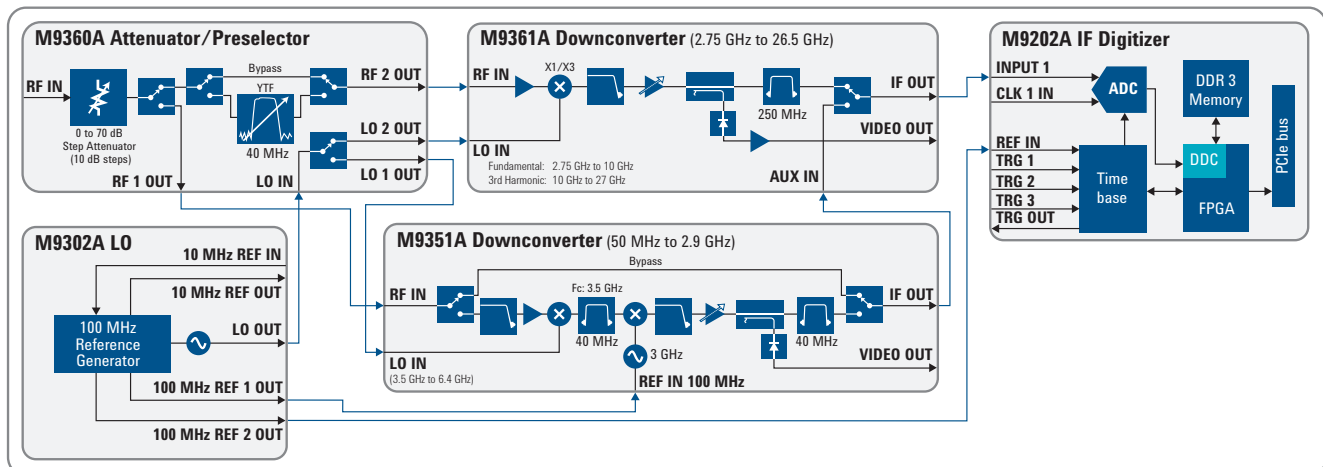 M9360A Attenuator/Preselector
RF IN
0 to 70 dB
Step Attenuator
(10 dB steps)
Bypass
YTF
40 MHz
RF 2 OUT
LO 2 OUT
LO 1 OUT
RF 1 OUT
LO IN
M9361A Downconverter (2.75 GHz to 26.5 GHz)
RF IN
X1/X3
250 MHz
IF OUT
VIDEO OUT
LO IN
Fundamental: 2.75 GHz to 10 GHz
3rd Harmonic: 10 GHz to 27 GHz
AUX IN
M9202A IF Digitizer
INPUT 1
CLK 1 IN
ADC
DDR 3
Memory
REF IN
TRG 1
TRG 2
TRG 3
TRG OUT
Time
base
DDC
FPGA
PCIe bus
M9302A LO
10 MHz REF IN
10 MHz REF OUT
100 MHz
Reference
Generator
LO OUT
100 MHz REF 1 OUT
100 MHz REF 2 OUT
M9351A Downconverter (50 MHz to 2.9 GHz)
Bypass
RF IN
Fc: 3.5 GHz
40 MHz
3 GHz
40 MHz
IF OUT
VIDEO OUT
LO IN
(3.5 GHz to 6.4 GHz)
REF IN 100 MHz